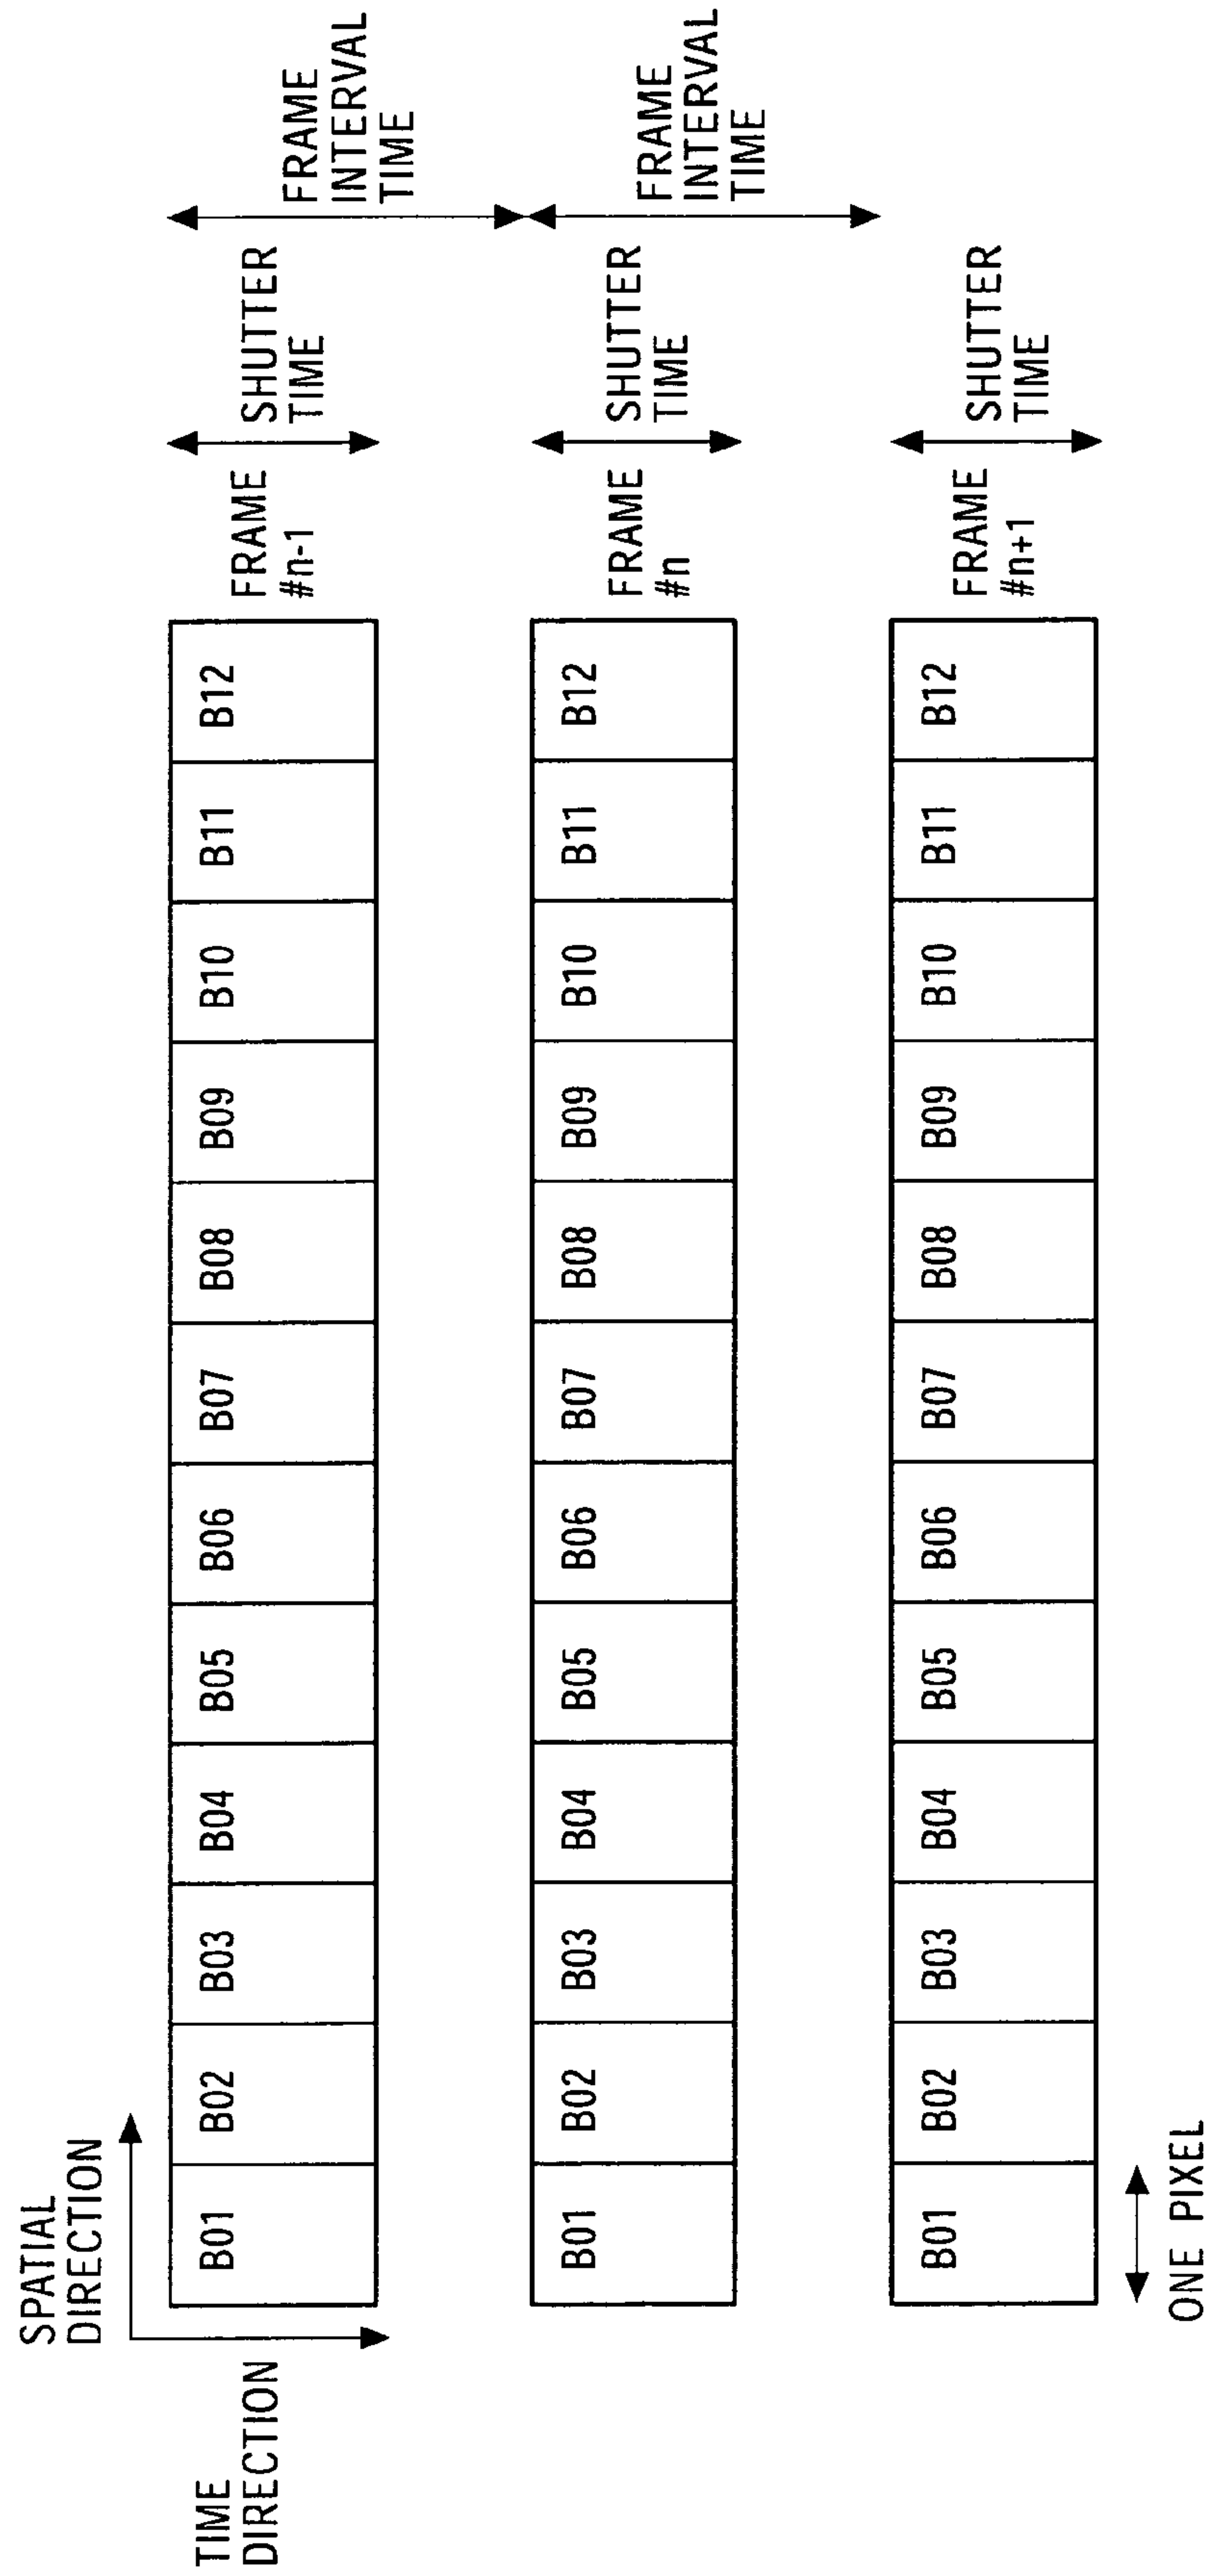 SPATIAL
DIRECTION
TIME
DIRECTION
B01 B02 B03 B04 B05 B06 B07 B08 B09 B10 B11 B12
FRAME
#n-1
SHUTTER
TIME
FRAME
INTERVAL
TIME
B01 B02 B03 B04 B05 B06 B07 B08 B09 B10 B11 B12
FRAME
#n
SHUTTER
TIME
FRAME
INTERVAL
TIME
B01 B02 B03 B04 B05 B06 B07 B08 B09 B10 B11 B12
FRAME
#n+1
SHUTTER
TIME
ONE PIXEL